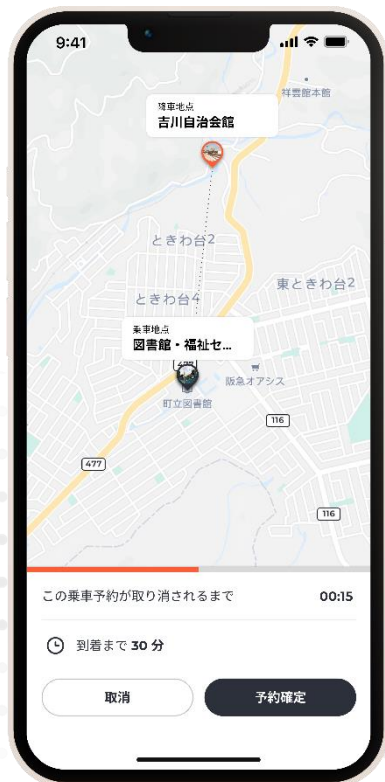 9:41
祥雲館本館
降車地点
吉川自治会館
ときわ台2
東ときわ台2
ときわ台4
乗車地点
図書館・福祉セ...
477
阪急オアシス
町立図書館
116
477
116
この乗車予約が取り消されるまで 00:15
到着まで 30 分
取消 予約確定